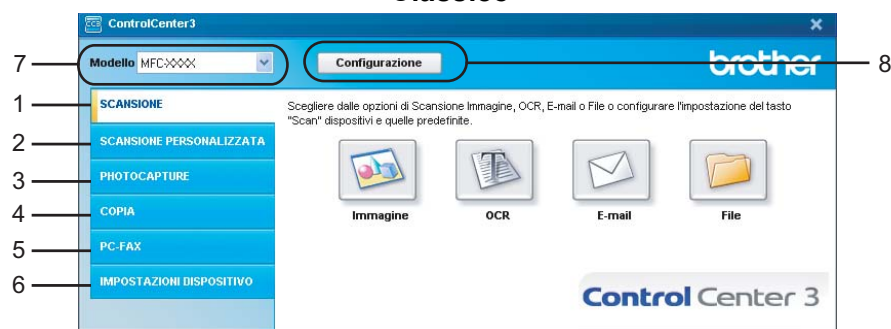 ControlCenter3
7 Modello MFC-XXXX Configurazione 8
brother
1 SCANSIONE
Scegliere dalle opzioni di Scansione Immagine, OCR, E-mail o File o configurare l'impostazione del tasto
"Scan" dispositivi e quelle predefinite.
2 SCANSIONE PERSONALIZZATA
3 PHOTOCAPTURE
4 COPIA
5 PC-FAX
6 IMPOSTAZIONI DISPOSITIVO
Immagine OCR E-mail File
Control Center 3